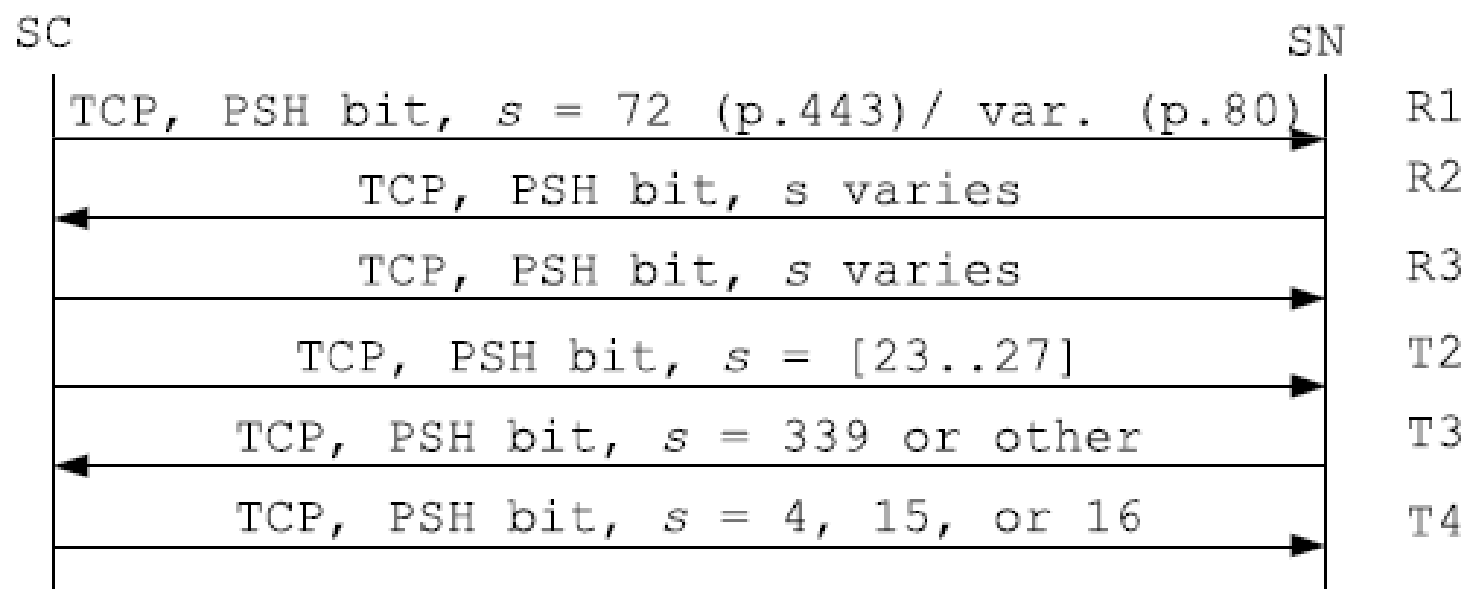 SC SN
TCP, PSH bit, s = 72 (p.443)/ var. (p.80) R1
TCP, PSH bit, s varies R2
TCP, PSH bit, s varies R3
TCP, PSH bit, s = [23..27] T2
TCP, PSH bit, s = 339 or other T3
TCP, PSH bit, s = 4, 15, or 16 T4